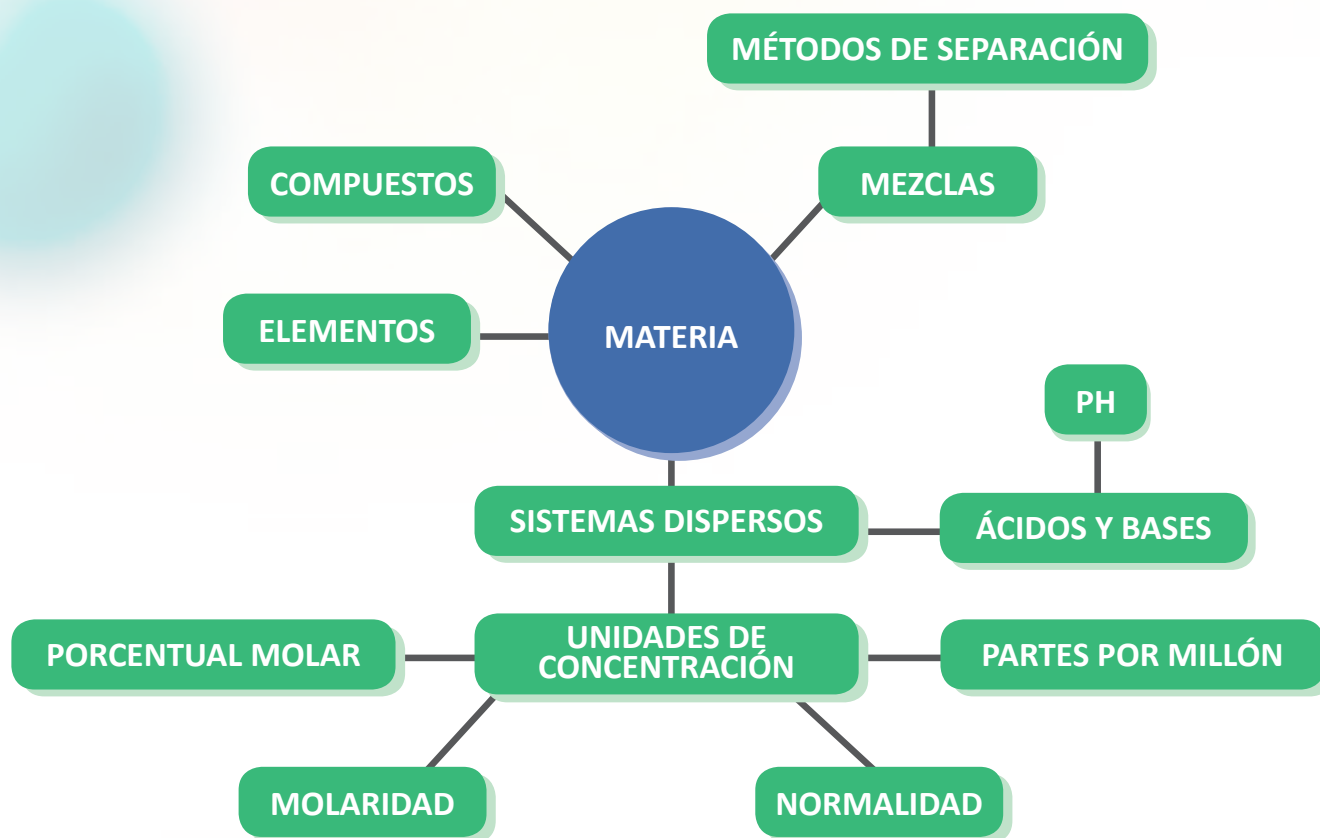 MÉTODOS DE SEPARACIÓN
COMPUESTOS
MEZCLAS
ELEMENTOS
MATERIA
PH
SISTEMAS DISPERSOS
ÁCIDOS Y BASES
UNIDADES DE
CONCENTRACIÓN
PORCENTUAL MOLAR
PARTES POR MILLÓN
MOLARIDAD
NORMALIDAD